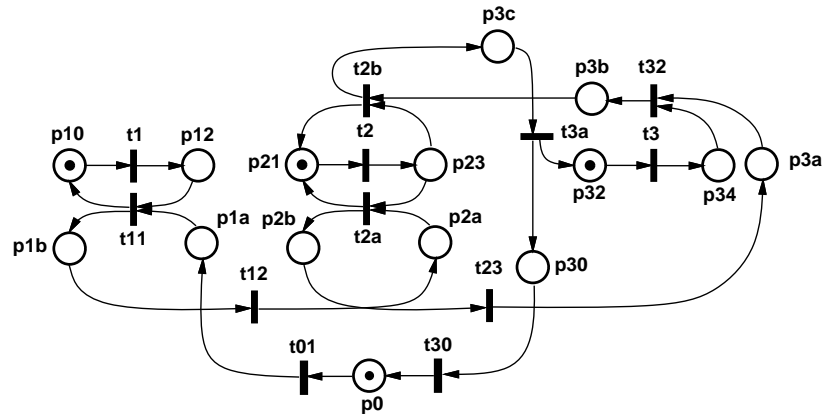 p3c
t2b
p3b
t32
p10
t1
p12
t2
p21
p23
t3a
t3
p3a
p32
p34
p1b
t11
p1a
p2b
t2a
p2a
t12
t23
p30
t01
t30
p0